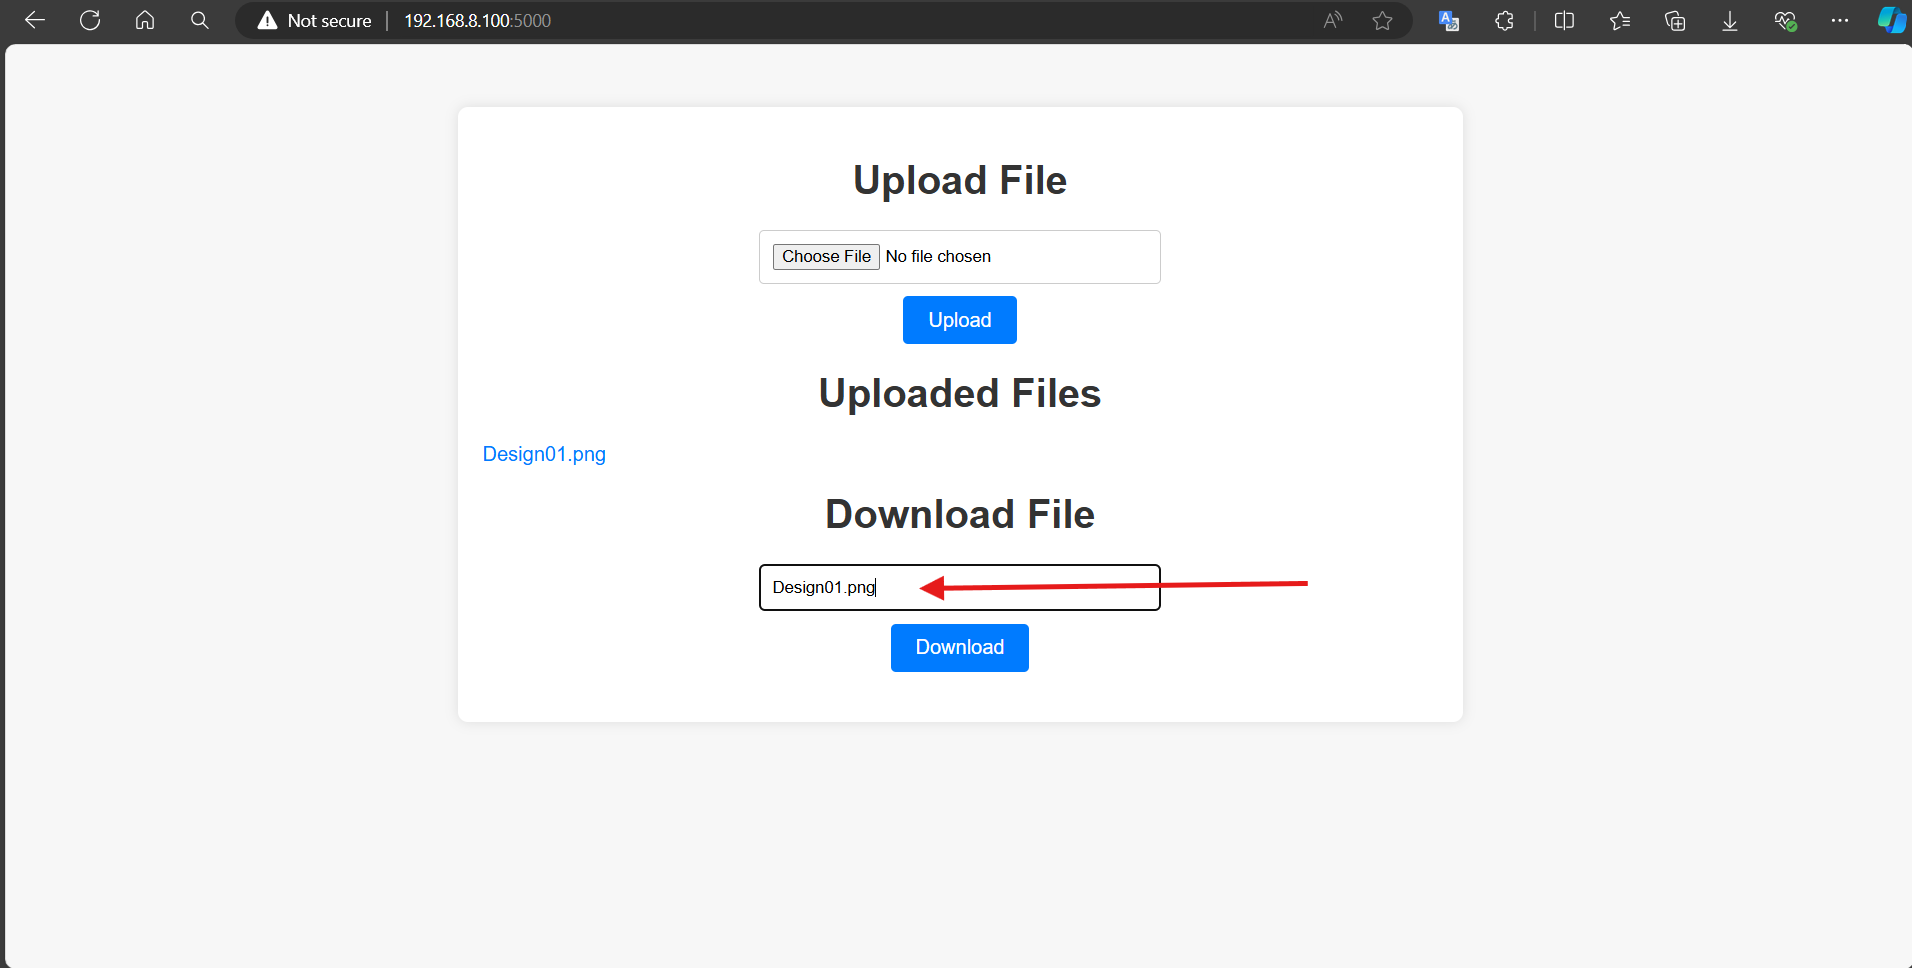 Not secure | 192.168.8.100:5000
Upload File
Choose File No file chosen
Upload
Uploaded Files
Design01.png
Download File
Design01.png
Download